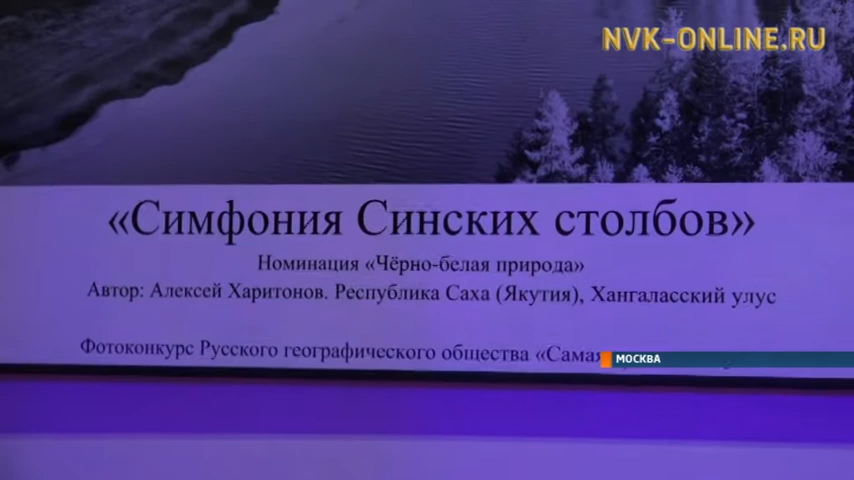 NVK-ONLINE.RU
«Симфония Синских столбов»
Номинация «Чёрно-белая природа»
Автор: Алексей Харитонов. Республика Саха (Якутия), Хангаласский улус
Фотоконкурс Русского географического общества «Самая
МОСКВА